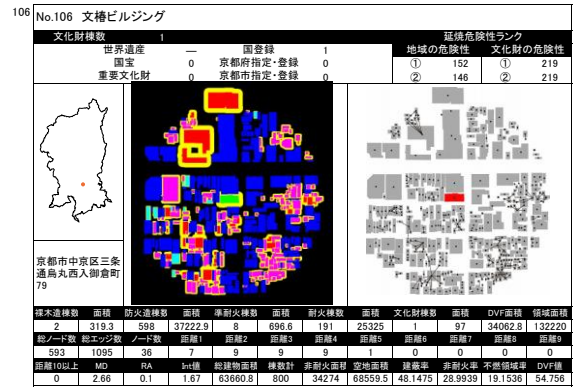 106
No.106 文椿ビルジング
文化財棟数 1 延焼危険性ランク
世界遺産 — 国登録 1 地域の危険性 文化財の危険性
国宝 0 京都府指定・登録 0 ① 152 ① 219
重要文化財 0 京都市指定・登録 0 ② 146 ② 219
京都市中京区三条
通烏丸西入御倉町
79
裸木造棟数 面積 防火造棟数 面積 準耐火棟数 面積 耐火棟数 面積 文化財棟数 面積 DVF面積 領域面積
2 319.3 598 37222.9 8 696.6 191 25325 1 97 34062.8 132220
総ノード数 総エッジ数 ノード数 距離1 距離2 距離3 距離4 距離5 距離6 距離7 距離8 距離9
593 1095 36 7 9 9 9 1 0 0 0 0
距離10以上 MD RA Int値 総建物面積 棟数計 非耐火面積 空地面積 建蔽率 非耐火率 不燃領域率 DVF値
0 2.66 0.1 1.67 63660.8 800 34274 68559.5 48.1475 28.9939 19.1536 54.756